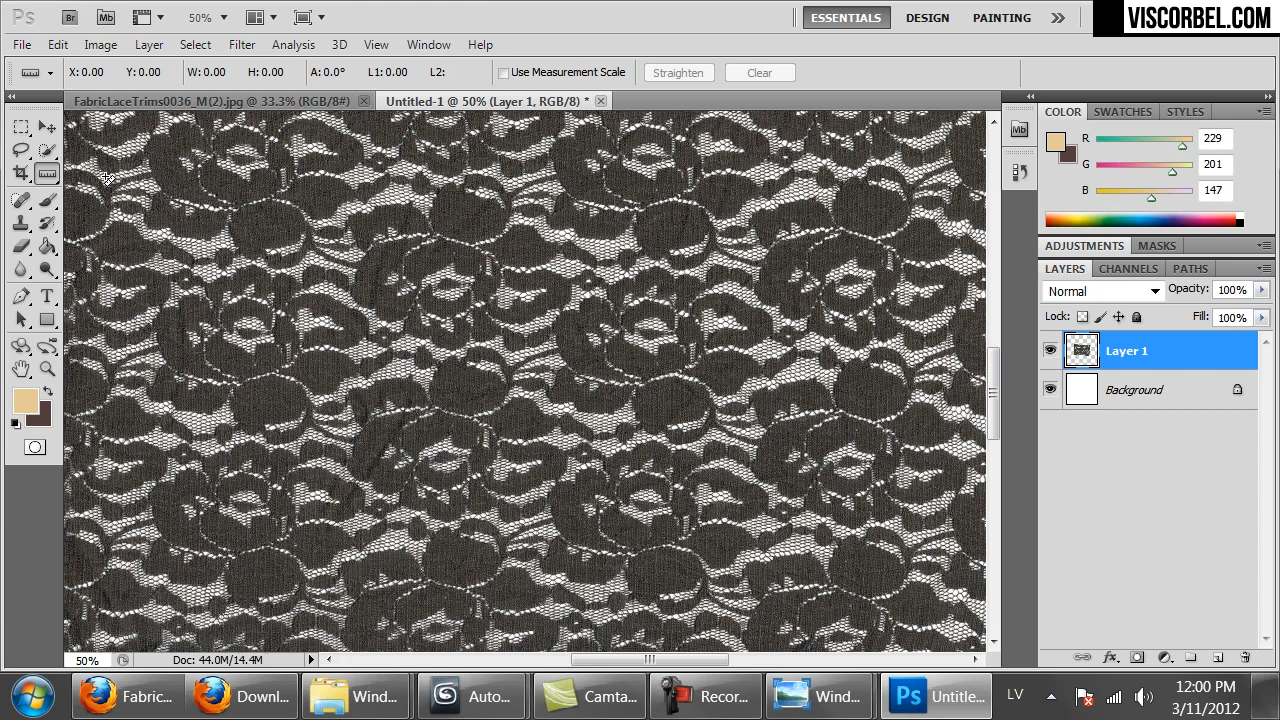 Ps Br Mb 50% ESSENTIALS DESIGN PAINTING VISCORBEL.COM
File Edit Image Layer Select Filter Analysis 3D View Window Help
X: 0.00 Y: 0.00 W: 0.00 H: 0.00 A: 0.0° L1: 0.00 L2: Use Measurement Scale Straighten Clear
FabricLaceTrims0036_M(2).jpg @ 33.3% (RGB/8#) Untitled-1 @ 50% (Layer 1, RGB/8) *
COLOR SWATCHES STYLES
Mb
R 229
G 201
B 147
ADJUSTMENTS MASKS
LAYERS CHANNELS PATHS
Normal Opacity: 100%
Lock: Fill: 100%
Layer 1
Background
50% Doc: 44.0M/14.4M
Fabric... Downl... Wind... Auto... Camta... Recor... Wind... Ps Untitle... LV 12:00 PM
3/11/2012